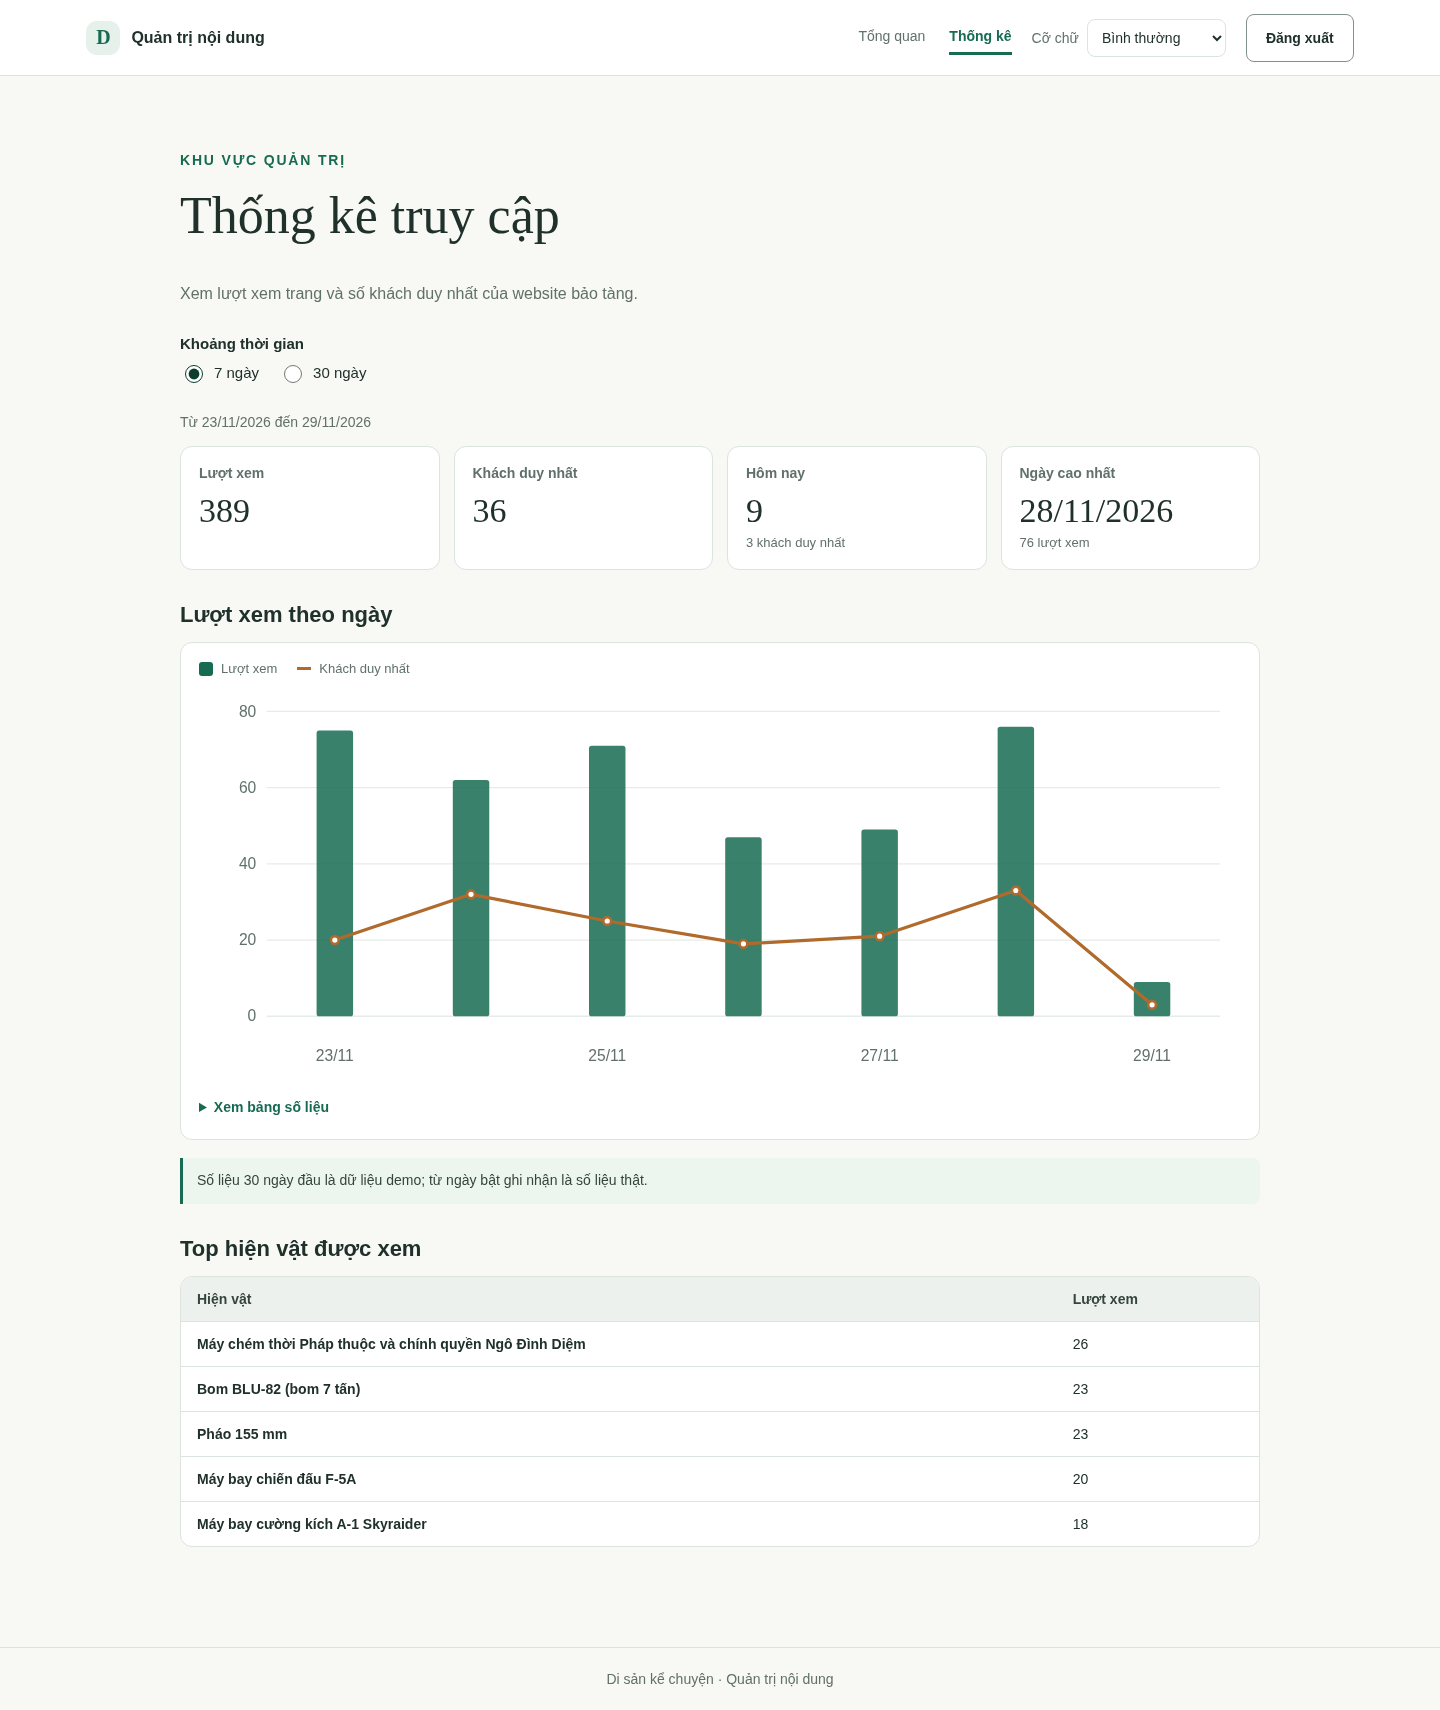 D Quản trị nội dung
Tổng quan Thống kê Cỡ chữ Bình thường Đăng xuất
KHU VỰC QUẢN TRỊ
Thống kê truy cập
Xem lượt xem trang và số khách duy nhất của website bảo tàng.
Khoảng thời gian
7 ngày 30 ngày
Từ 23/11/2026 đến 29/11/2026
Lượt xem
389
Khách duy nhất
36
Hôm nay
9
3 khách duy nhất
Ngày cao nhất
28/11/2026
76 lượt xem
Lượt xem theo ngày
Lượt xem Khách duy nhất
80
60
40
20
0
23/11 25/11 27/11 29/11
Xem bảng số liệu
Số liệu 30 ngày đầu là dữ liệu demo; từ ngày bật ghi nhận là số liệu thật.
Top hiện vật được xem
Hiện vật Lượt xem
Máy chém thời Pháp thuộc và chính quyền Ngô Đình Diệm 26
Bom BLU-82 (bom 7 tấn) 23
Pháo 155 mm 23
Máy bay chiến đấu F-5A 20
Máy bay cường kích A-1 Skyraider 18
Di sản kể chuyện · Quản trị nội dung